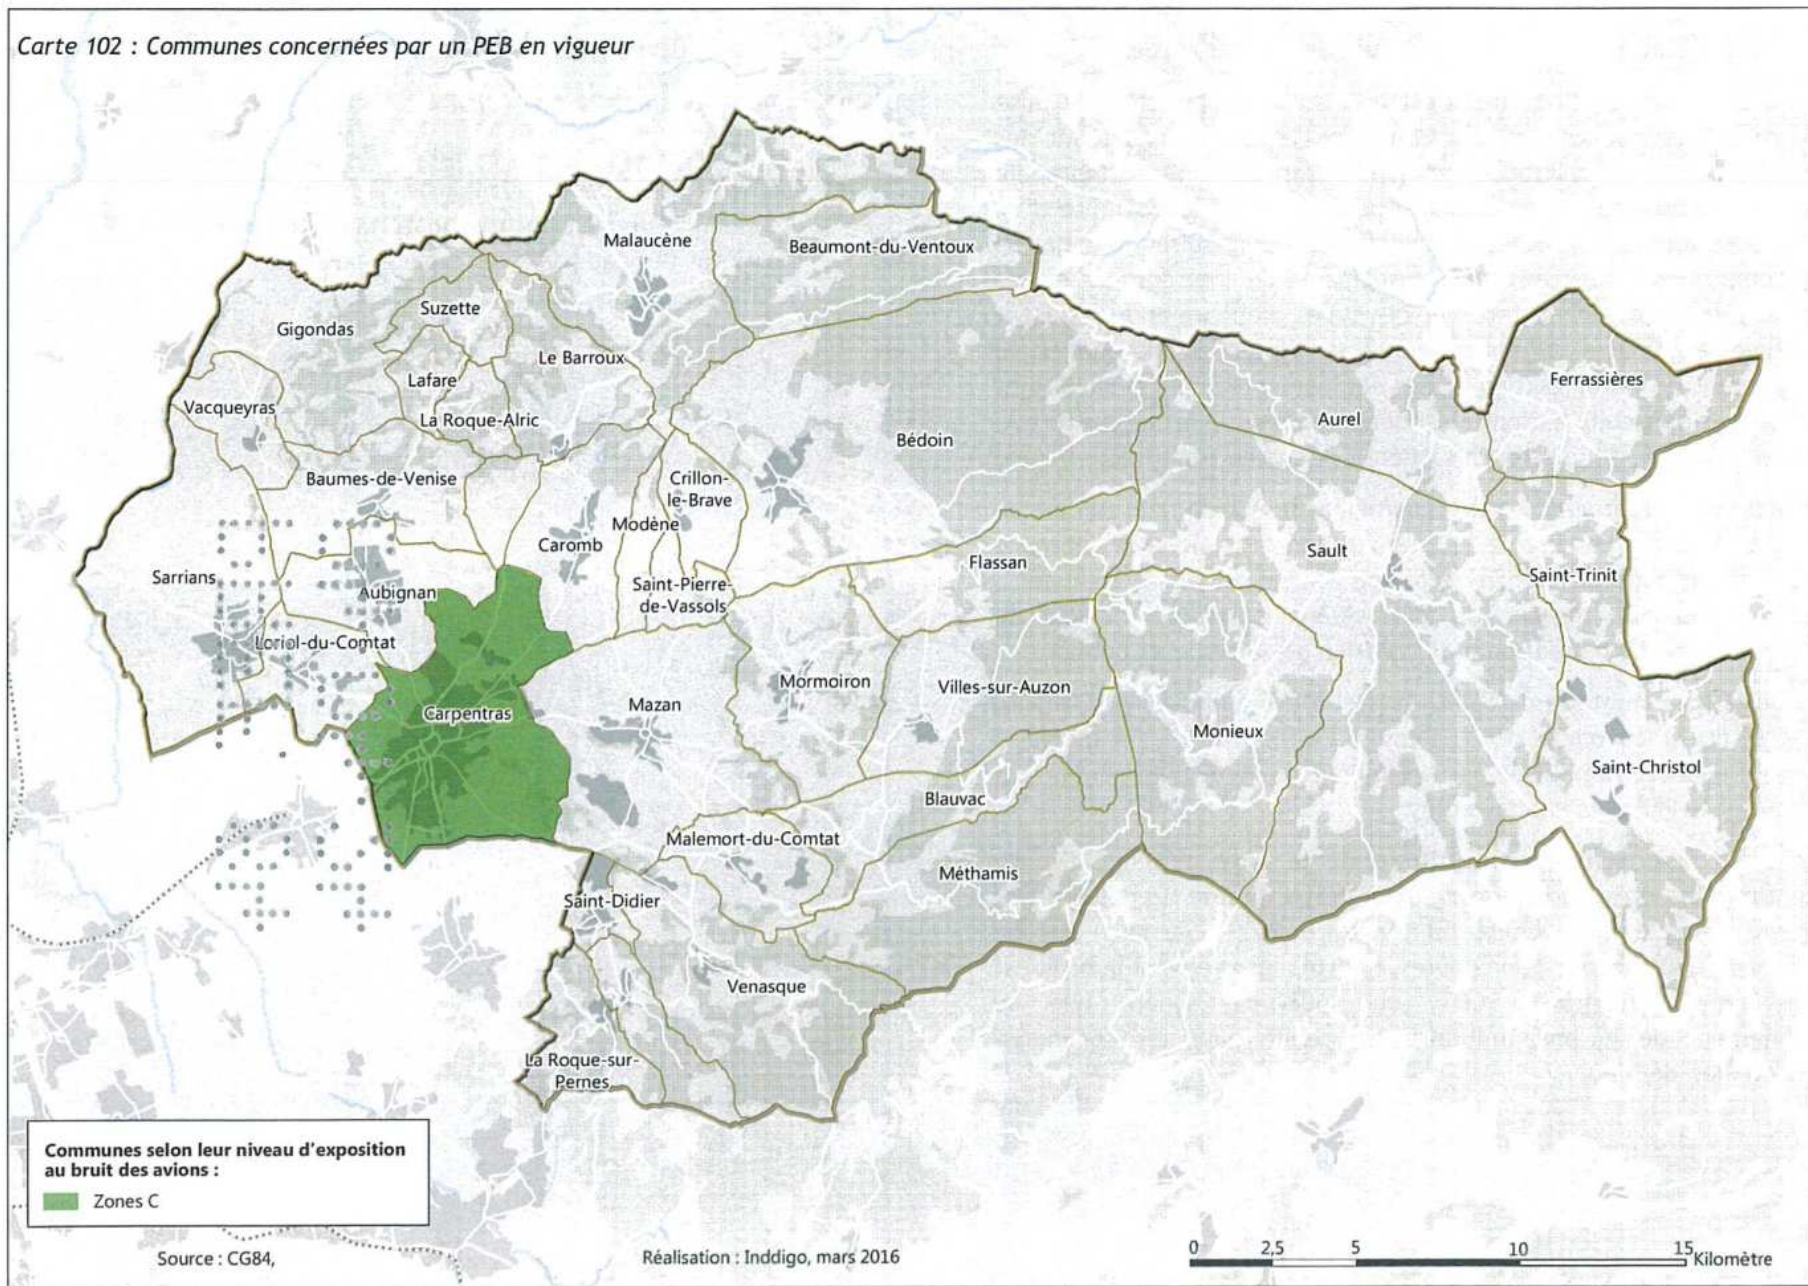 Carte 102 : Communes concernées par un PEB en vigueur
Malaucène
Beaumont-du-Ventoux
Suzette
Gigondas
Le Barroux
Lafare
Ferrassières
Vacqueyras
La Roque-Alric
Aurel
Bédoin
Baumes-de-Venise
Crillon-
le-Brave
Modène
Caromb
Sault
Flassan
Sarrians
Aubignan
Saint-Pierre-
de-Vassols
Saint-Trinit
Loriol-du-Comtat
Mormoiron
Villes-sur-Auzon
Carpentras
Mazan
Monieux
Saint-Christol
Blauvac
Malemort-du-Comtat
Méthamis
Saint-Didier
Venasque
La Roque-sur-
Pernes
Communes selon leur niveau d'exposition
au bruit des avions :
Zones C
Source : CG84,
Réalisation : Inddigo, mars 2016
0 2,5 5 10 15 Kilomètre